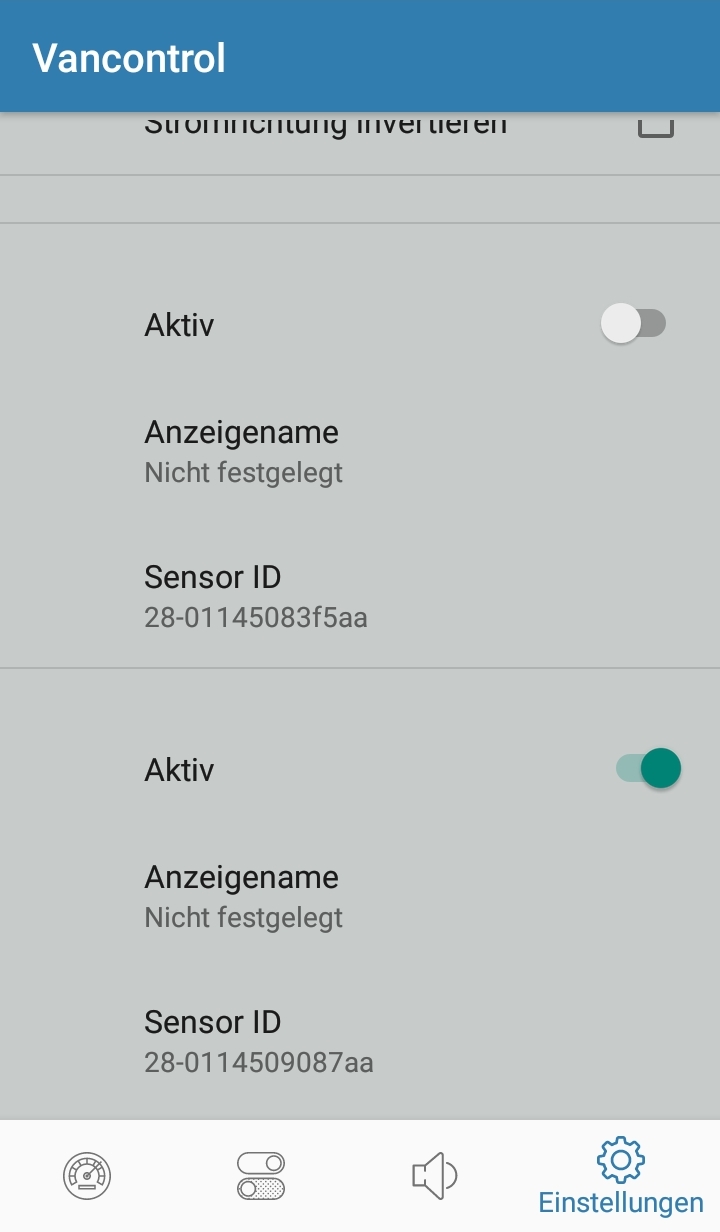 Vancontrol
Stromrichtung invertieren
Aktiv
Anzeigename
Nicht festgelegt
Sensor ID
28-01145083f5aa
Aktiv
Anzeigename
Nicht festgelegt
Sensor ID
28-0114509087aa
Einstellungen